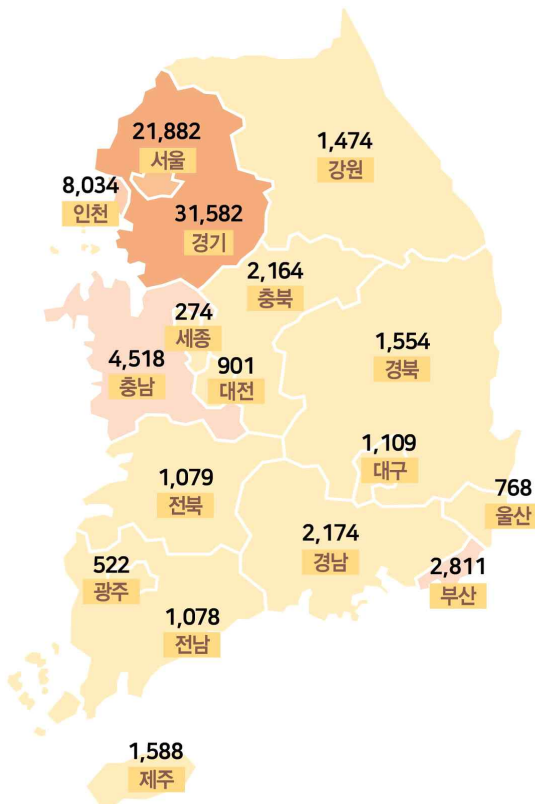 21,882
서울
1,474
강원
8,034
인천
31,582
경기
2,164
충북
274
세종
4,518
충남
901
대전
1,554
경북
1,109
대구
1,079
전북
768
울산
2,174
경남
2,811
부산
522
광주
1,078
전남
1,588
제주